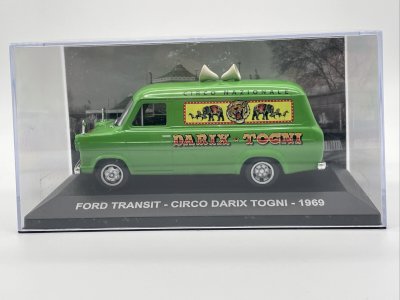 CIRCO NAZIONALE
DARIX TOGNI
FORD TRANSIT - CIRCO DARIX TOGNI - 1969